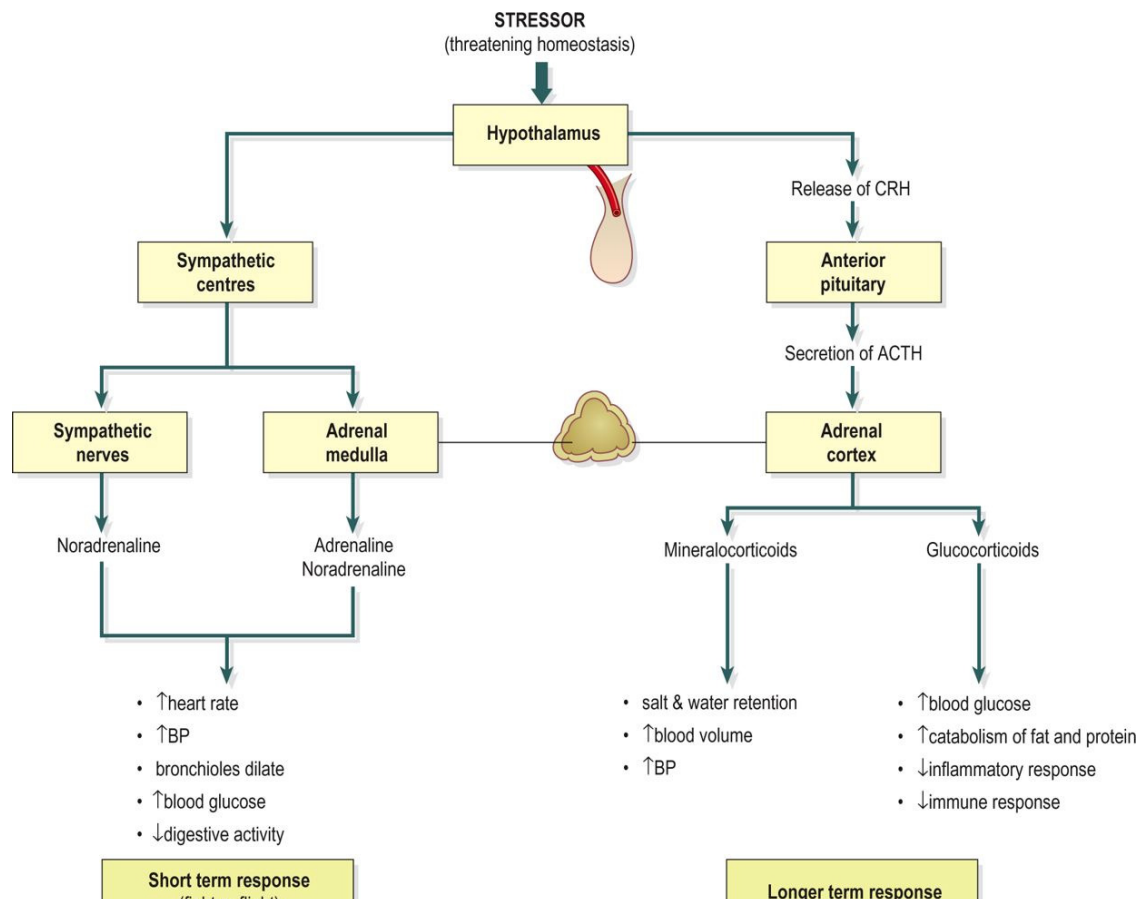 STRESSOR
(threatening homeostasis)
Hypothalamus
Release of CRH
Sympathetic
centres
Anterior
pituitary
Secretion of ACTH
Sympathetic
nerves
Adrenal
medulla
Adrenal
cortex
Noradrenaline
Adrenaline
Noradrenaline
Mineralocorticoids
Glucocorticoids
• ↑heart rate
• ↑BP
• bronchioles dilate
• ↑blood glucose
• ↓digestive activity
• salt & water retention
• ↑blood volume
• ↑BP
• ↑blood glucose
• ↑catabolism of fat and protein
• ↓inflammatory response
• ↓immune response
Short term response
Longer term response